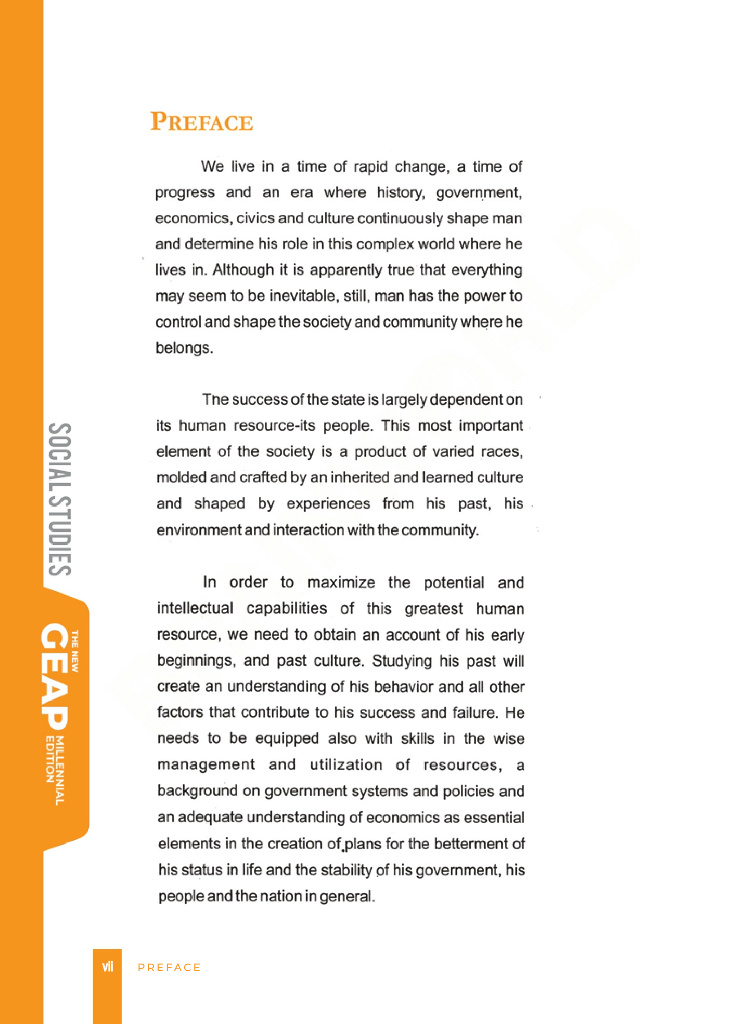 PREFACE
We live in a time of rapid change, a time of
progress and an era where history, government,
economics, civics and culture continuously shape man
and determine his role in this complex world where he
lives in. Although it is apparently true that everything
may seem to be inevitable, still, man has the power to
control and shape the society and community where he
belongs.
The success of the state is largely dependent on
its human resource-its people. This most important
element of the society is a product of varied races,
molded and crafted by an inherited and learned culture
and shaped by experiences from his past, his
environment and interaction with the community.
In order to maximize the potential and
intellectual capabilities of this greatest human
resource, we need to obtain an account of his early
beginnings, and past culture. Studying his past will
create an understanding of his behavior and all other
factors that contribute to his success and failure. He
needs to be equipped also with skills in the wise
management and utilization of resources, a
background on government systems and policies and
an adequate understanding of economics as essential
elements in the creation of plans for the betterment of
his status in life and the stability of his government, his
people and the nation in general.
SOCIAL STUDIES
THE NEW
GEAP
MILLENNIAL
EDITION
vii PREFACE